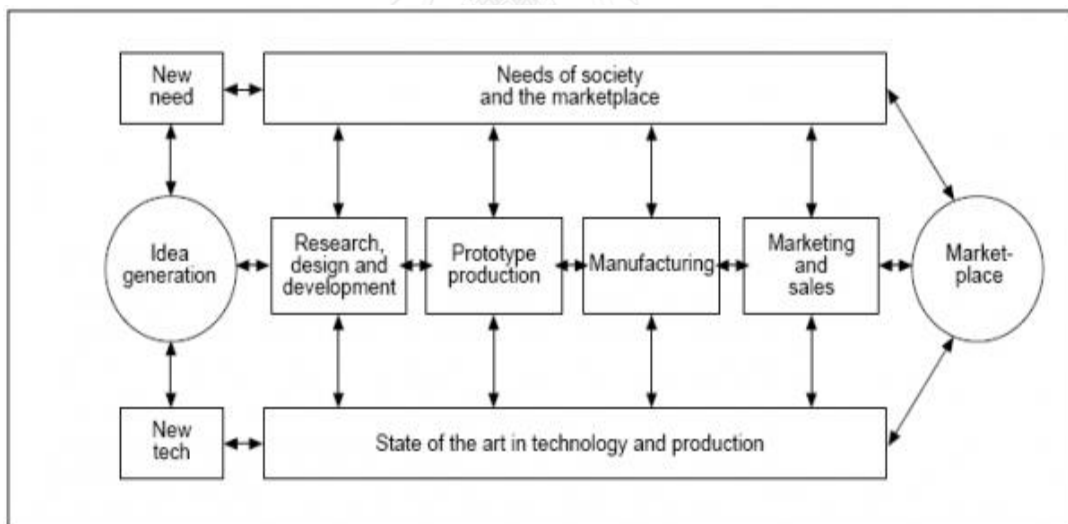 New
need
Needs of society
and the marketplace
Idea
generation
Research,
design and
development
Prototype
production
Manufacturing
Marketing
and
sales
Market-
place
New
tech
State of the art in technology and production